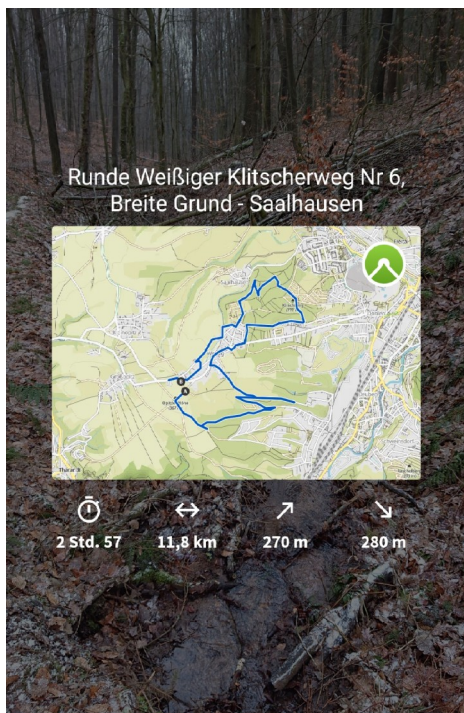 Runde Weißiger Klitscherweg Nr 6,
Breite Grund - Saalhausen
2 Std. 57
11,8 km
270 m
280 m